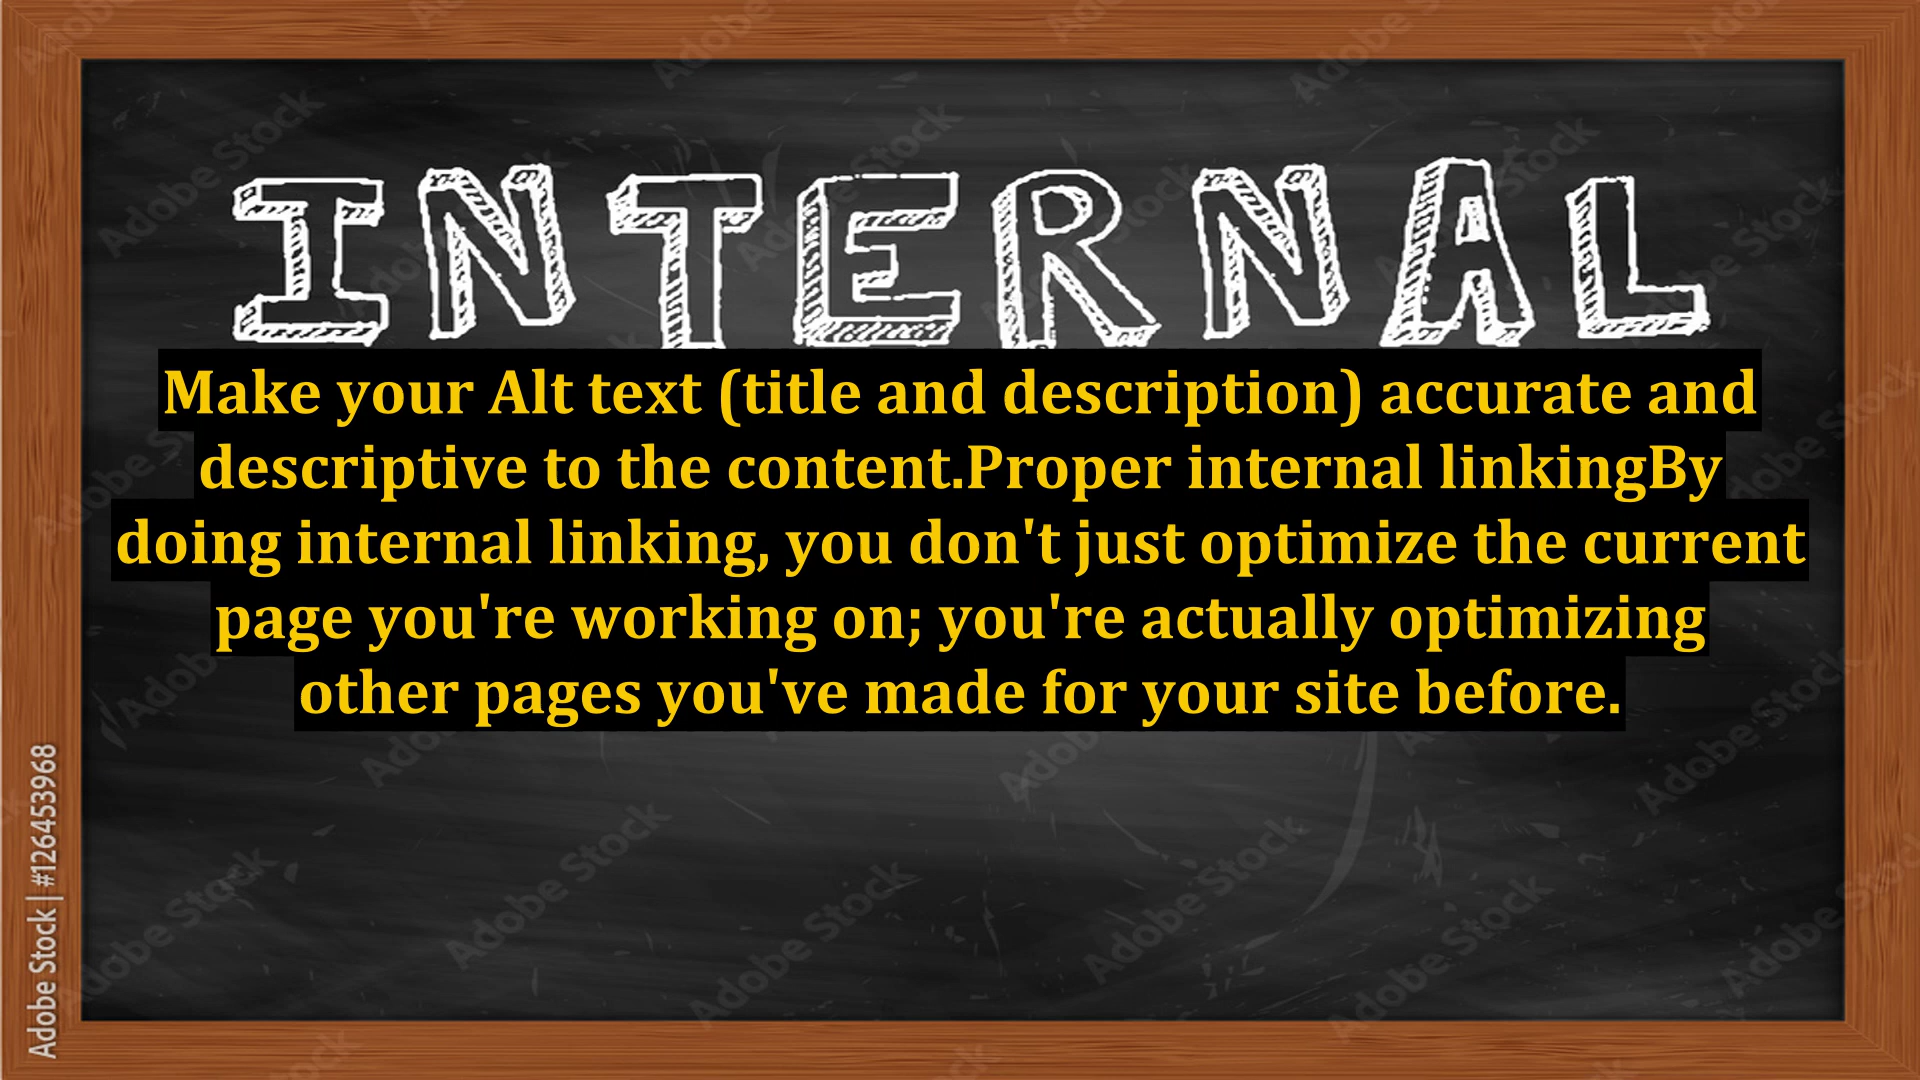 INTERNAL
Make your Alt text (title and description) accurate and
descriptive to the content.Proper internal linkingBy
doing internal linking, you don't just optimize the current
page you're working on; you're actually optimizing
other pages you've made for your site before.
Adobe Stock | #126453968
Adobe Stock